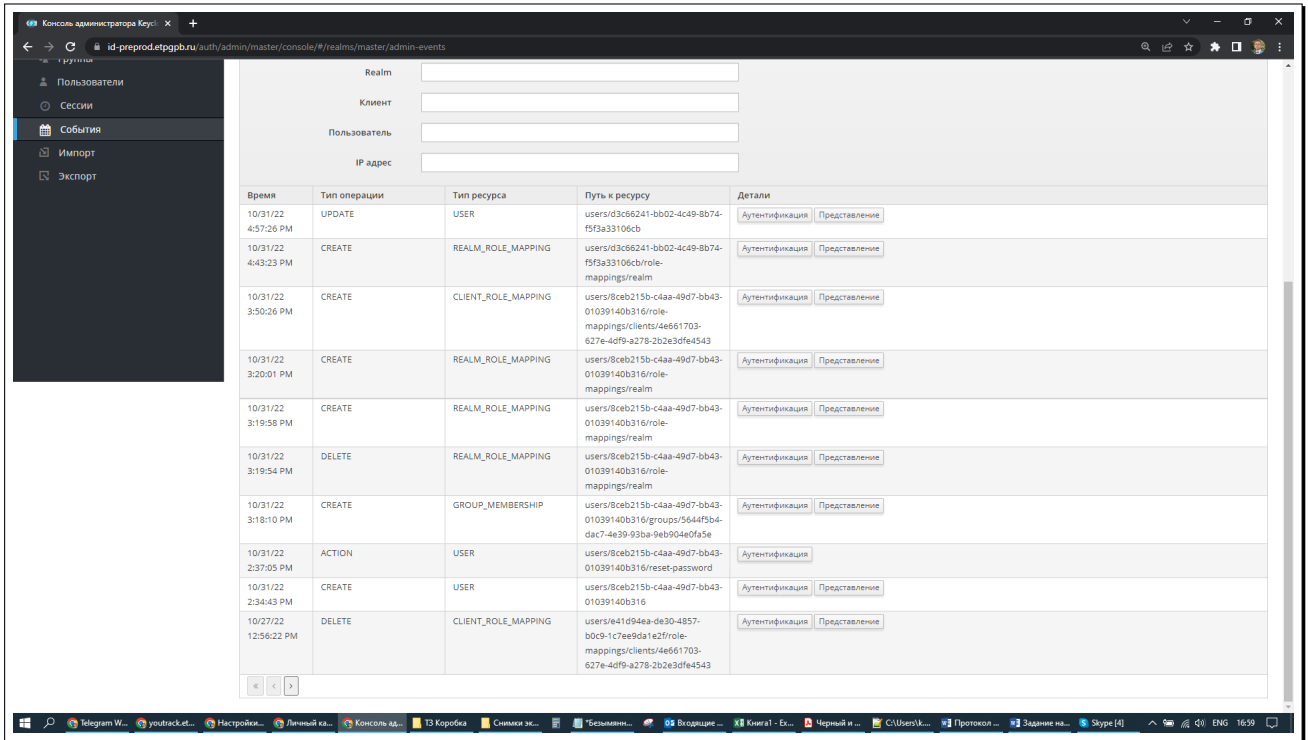 Консоль администратора Keycl
id-preprod.etpgpb.ru/auth/admin/master/console/#/realms/master/admin-events
Группы
Пользователи
Сессии
События
Импорт
Экспорт
Realm
Клиент
Пользователь
IP адрес
Время Тип операции Тип ресурса Путь к ресурсу Детали
10/31/22 UPDATE USER users/d3c66241-bb02-4c49-8b74- Аутентификация Представление
4:57:26 PM f5f3a33106cb
10/31/22 CREATE REALM_ROLE_MAPPING users/d3c66241-bb02-4c49-8b74- Аутентификация Представление
4:43:23 PM f5f3a33106cb/role-
mappings/realm
10/31/22 CREATE CLIENT_ROLE_MAPPING users/8ceb215b-c4aa-49d7-bb43- Аутентификация Представление
3:50:26 PM 01039140b316/role-
mappings/clients/4e661703-
627e-4df9-a278-2b2e3dfe4543
10/31/22 CREATE REALM_ROLE_MAPPING users/8ceb215b-c4aa-49d7-bb43- Аутентификация Представление
3:20:01 PM 01039140b316/role-
mappings/realm
10/31/22 CREATE REALM_ROLE_MAPPING users/8ceb215b-c4aa-49d7-bb43- Аутентификация Представление
3:19:58 PM 01039140b316/role-
mappings/realm
10/31/22 DELETE REALM_ROLE_MAPPING users/8ceb215b-c4aa-49d7-bb43- Аутентификация Представление
3:19:54 PM 01039140b316/role-
mappings/realm
10/31/22 CREATE GROUP_MEMBERSHIP users/8ceb215b-c4aa-49d7-bb43- Аутентификация Представление
3:18:10 PM 01039140b316/groups/5644f5b4-
dac7-4e39-93ba-9eb904e0fa5e
10/31/22 ACTION USER users/8ceb215b-c4aa-49d7-bb43- Аутентификация
2:37:05 PM 01039140b316/reset-password
10/31/22 CREATE USER users/8ceb215b-c4aa-49d7-bb43- Аутентификация Представление
2:34:43 PM 01039140b316
10/27/22 DELETE CLIENT_ROLE_MAPPING users/e41d94ea-de30-4857- Аутентификация Представление
12:56:22 PM b0c9-1c7ee9da1e2f/role-
mappings/clients/4e661703-
627e-4df9-a278-2b2e3dfe4543
Telegram W... youtrack.et... Настройки... Личный ка... Консоль ад... ТЗ Коробка Снимки эк... "Безымянн... Входящие ... Книга1 - Ex... Черный и ... C:\Users\k... Протокол ... Задание на... Skype [4] ENG 16:59